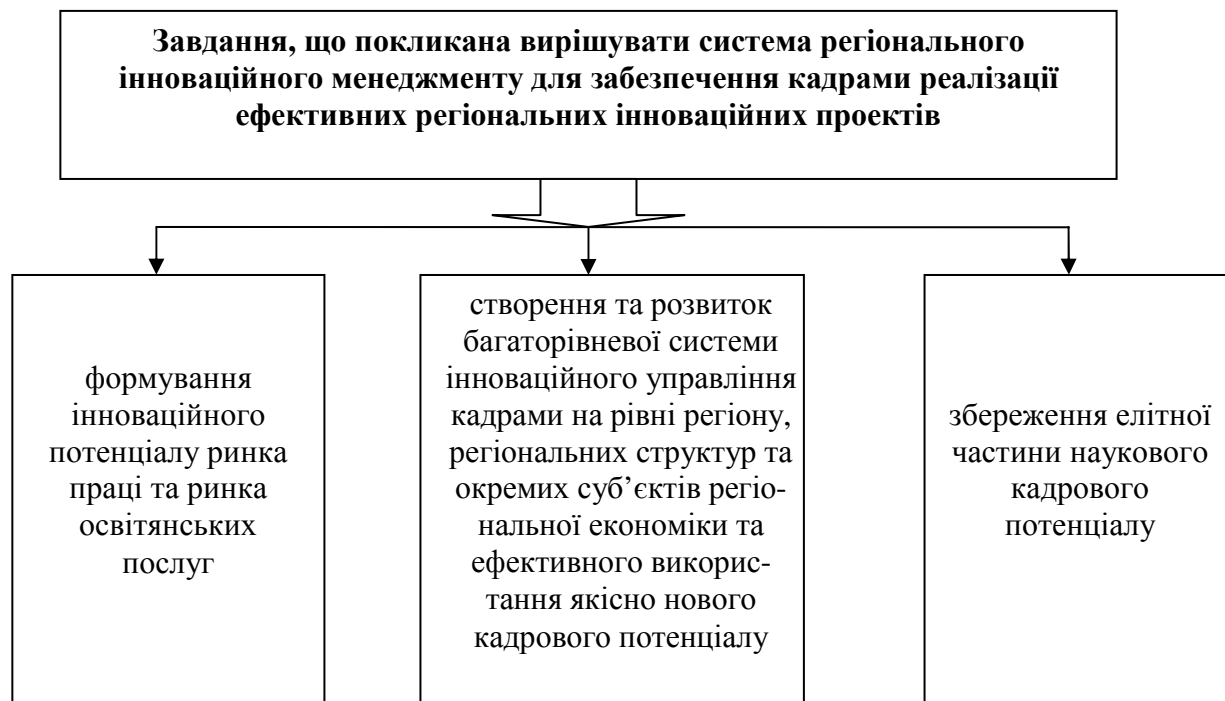 Завдання, що покликана вирішувати система регіонального
інноваційного менеджменту для забезпечення кадрами реалізації
ефективних регіональних інноваційних проектів
формування
інноваційного
потенціалу ринка
праці та ринка
освітянських
послуг
створення та розвиток
багаторівневої системи
інноваційного управління
кадрами на рівні регіону,
регіональних структур та
окремих суб’єктів регіо-
нальної економіки та
ефективного викорис-
тання якісно нового
кадрового потенціалу
збереження елітної
частини наукового
кадрового
потенціалу